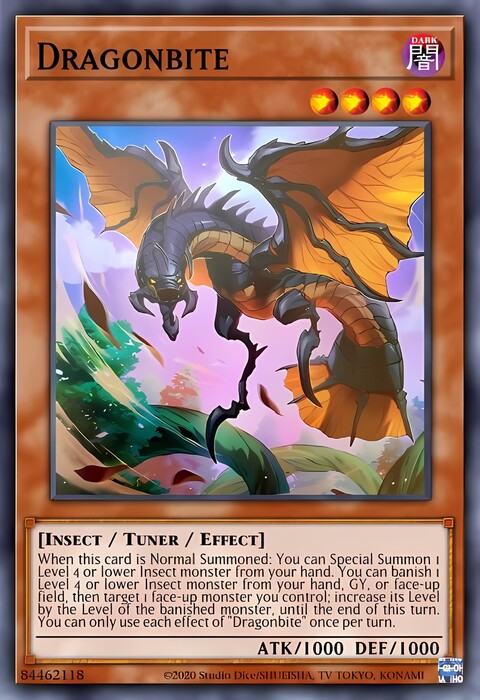 DRAGONBITE
DARK
闇
[INSECT / TUNER / EFFECT]
When this card is Normal Summoned: You can Special Summon 1
Level 4 or lower Insect monster from your hand. You can banish 1
Level 4 or lower Insect monster from your hand, GY, or face-up
field, then target 1 face-up monster you control; increase its Level
by the Level of the banished monster, until the end of this turn.
You can only use each effect of "Dragonbite" once per turn.
ATK/1000 DEF/1000
84462118
©2020 Studio Dice/SHUEISHA, TV TOKYO, KONAMI